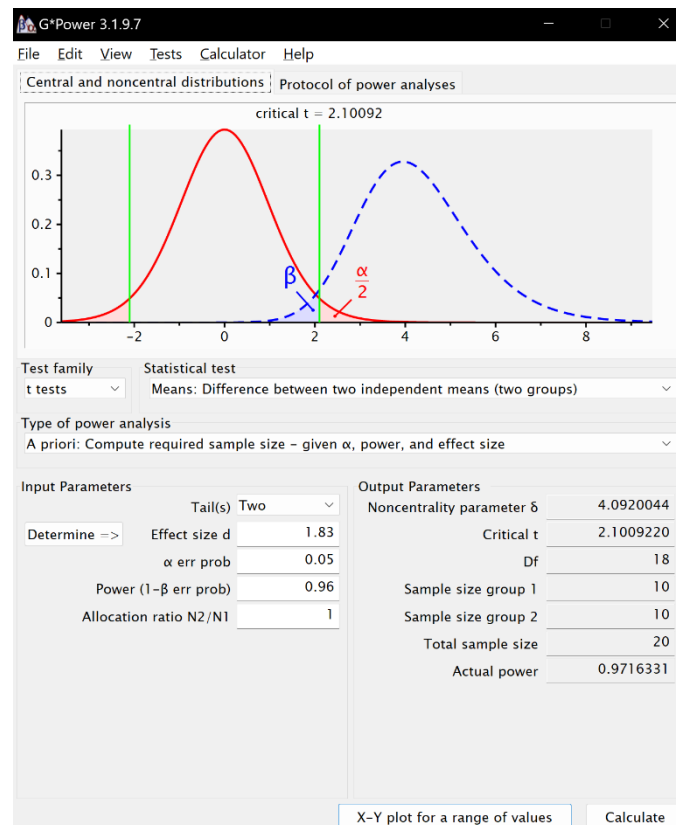 G*Power 3.1.9.7
File Edit View Tests Calculator Help
Central and noncentral distributions Protocol of power analyses
critical t = 2.10092
0.3
0.2
0.1
0
β
α
2
-2 0 2 4 6 8
Test family Statistical test
t tests Means: Difference between two independent means (two groups)
Type of power analysis
A priori: Compute required sample size – given α, power, and effect size
Input Parameters Output Parameters
Tail(s) Two Noncentrality parameter δ 4.0920044
Determine => Effect size d 1.83 Critical t 2.1009220
α err prob 0.05 Df 18
Power (1-β err prob) 0.96 Sample size group 1 10
Allocation ratio N2/N1 1 Sample size group 2 10
Total sample size 20
Actual power 0.9716331
X-Y plot for a range of values Calculate